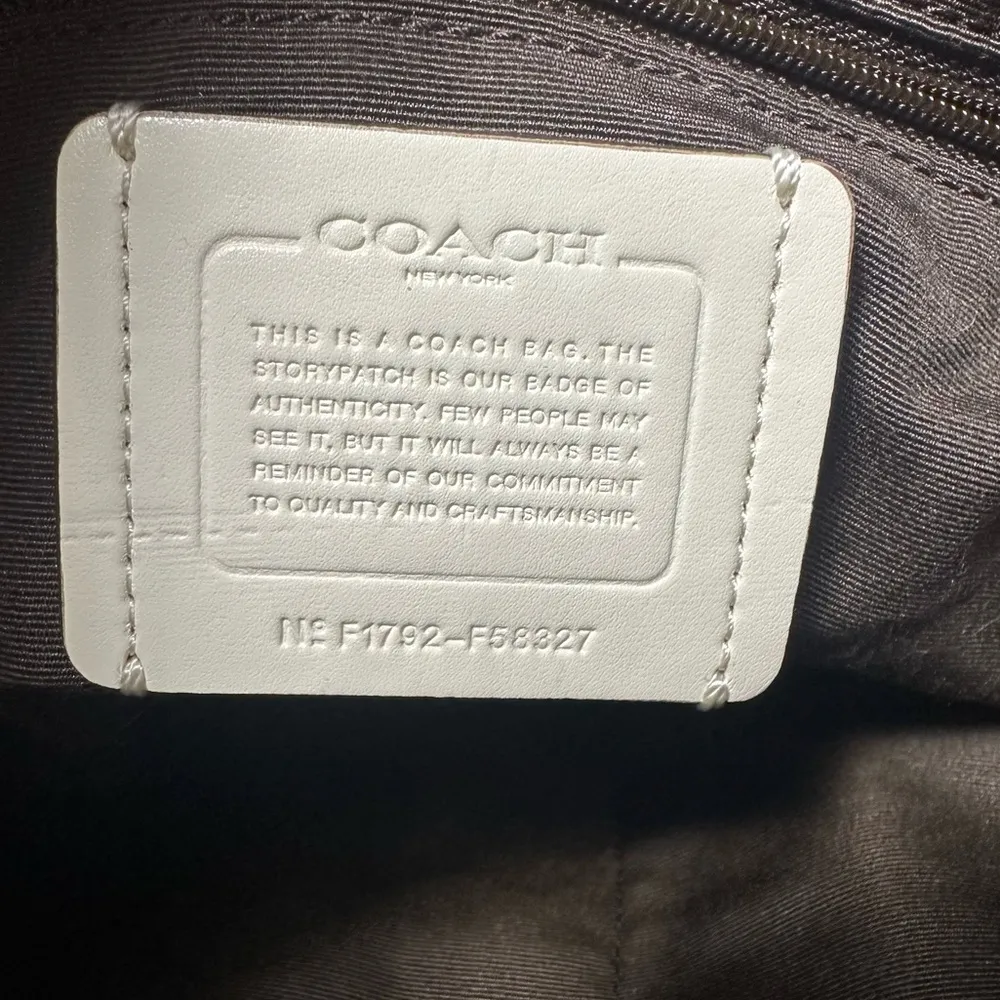 COACH
NEW YORK
THIS IS A COACH BAG. THE
STORYPATCH IS OUR BADGE OF
AUTHENTICITY. FEW PEOPLE MAY
SEE IT, BUT IT WILL ALWAYS BE A
REMINDER OF OUR COMMITMENT
TO QUALITY AND CRAFTSMANSHIP.
Nº F1792-F58327